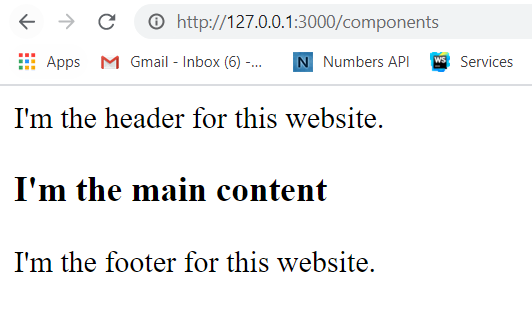 http://127.0.0.1:3000/components
Apps Gmail - Inbox (6) -... N Numbers API WS Services
I'm the header for this website.
I'm the main content
I'm the footer for this website.